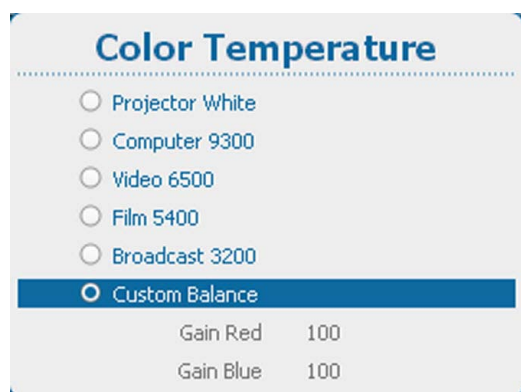 Color Temperature
Projector White
Computer 9300
Video 6500
Film 5400
Broadcast 3200
Custom Balance
Gain Red 100
Gain Blue 100